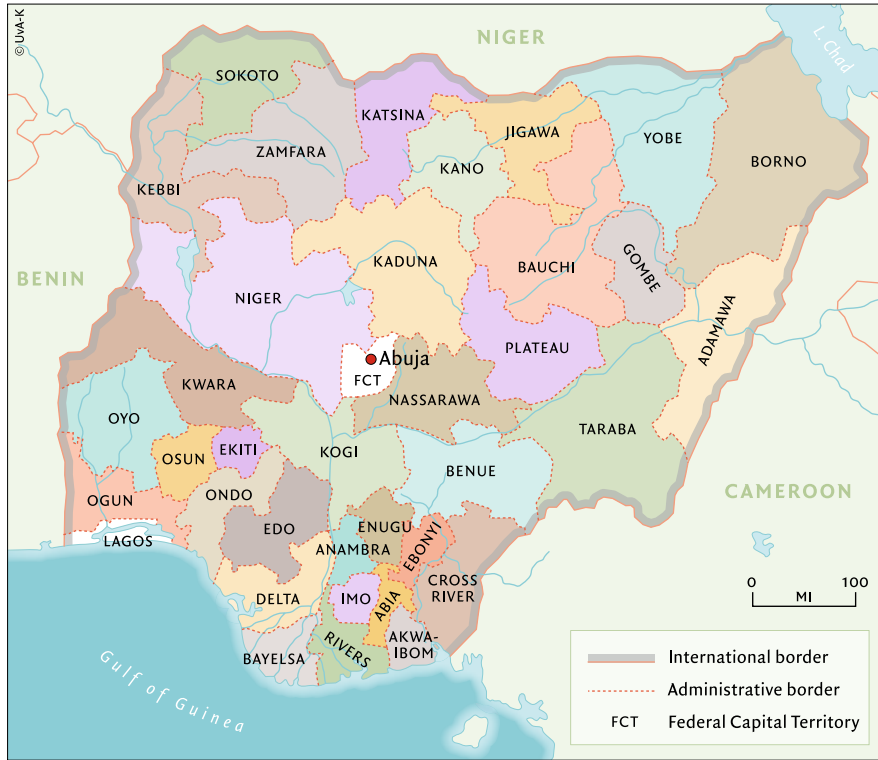 © UvA-K
NIGER
L. Chad
SOKOTO
KATSINA
JIGAWA
YOBE
BORNO
ZAMFARA
KANO
KEBBI
BENIN
NIGER
KADUNA
BAUCHI
GOMBE
ADAMAWA
PLATEAU
Abuja
FCT
KWARA
NASSARAWA
OYO
TARABA
OSUN
EKITI
KOGI
BENUE
OGUN
ONDO
CAMEROON
EDO
ENUGU
LAGOS
ANAMBRA
EBONYI
DELTA
IMO
ABIA
CROSS
RIVER
0 100
MI
BAYELSA
RIVERS
AKWA-
IBOM
Gulf of Guinea
International border
Administrative border
FCT Federal Capital Territory